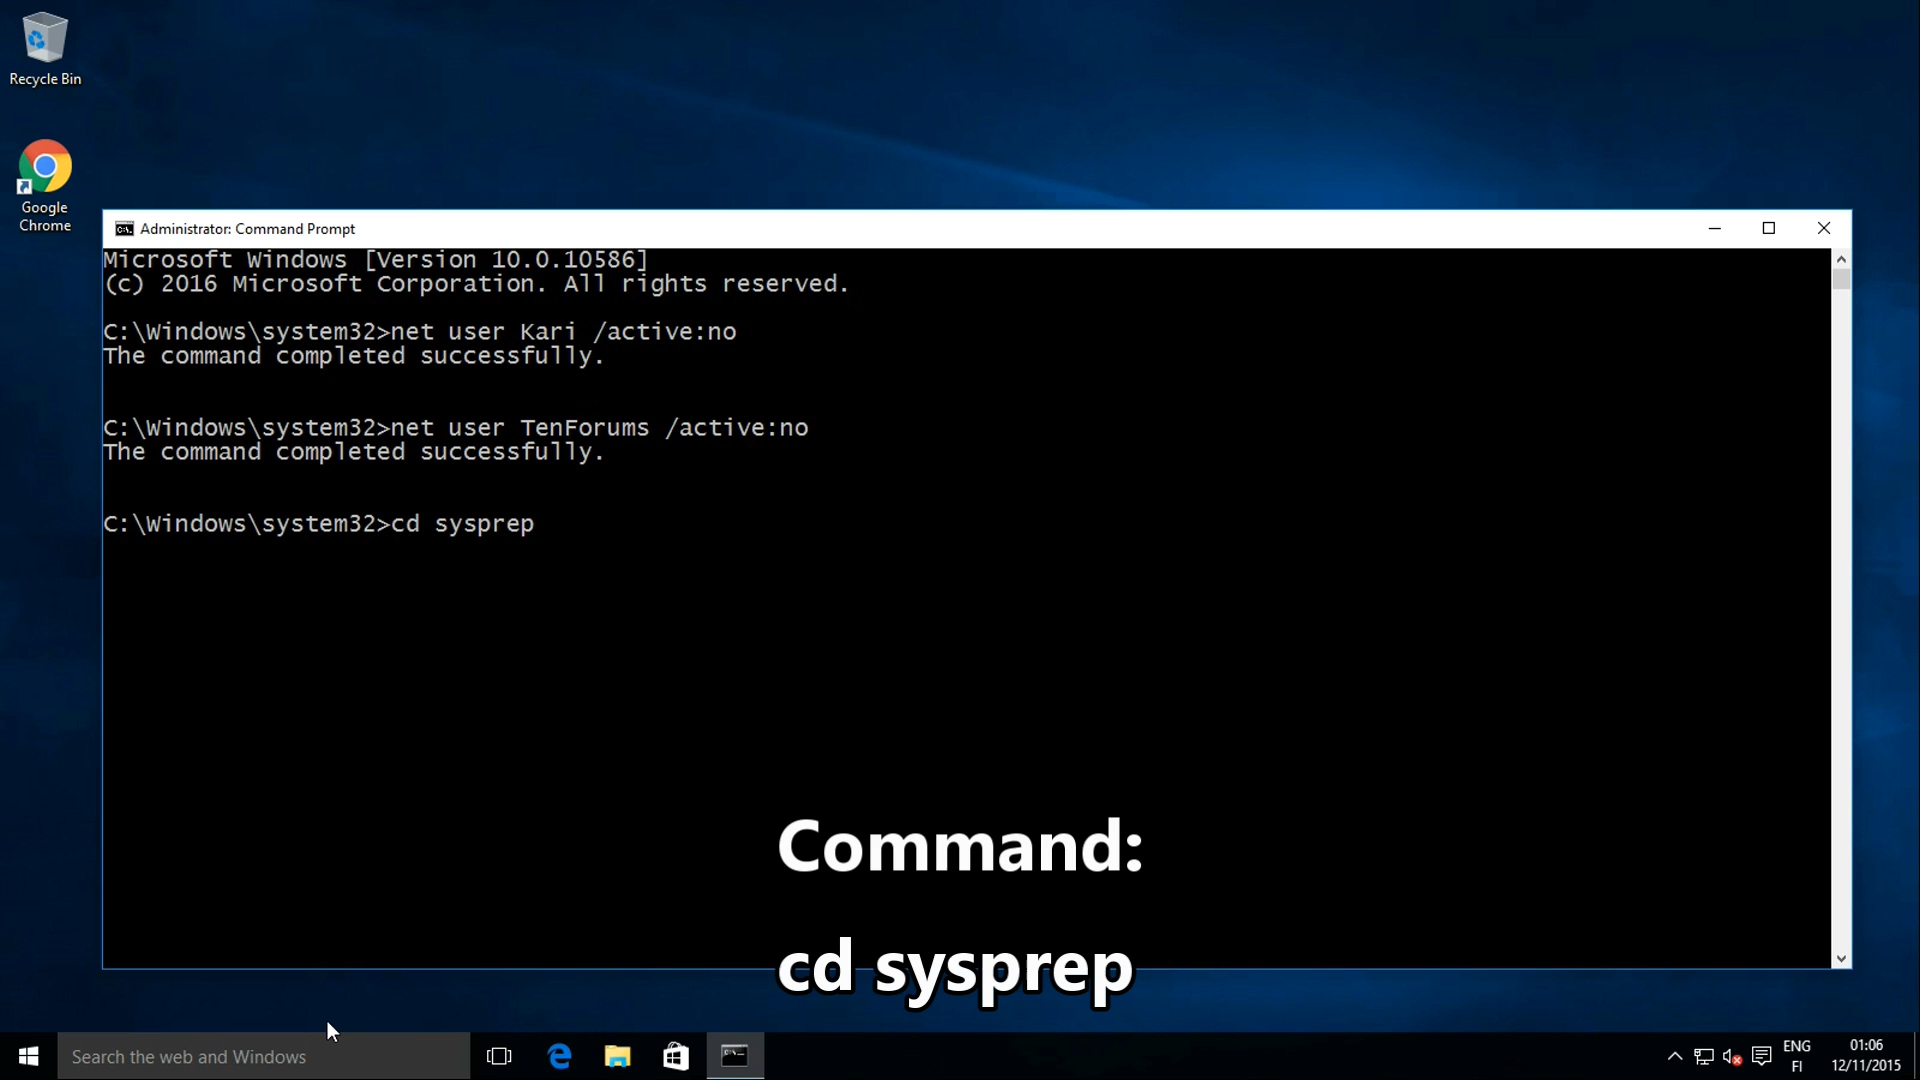 Recycle Bin
Google
Chrome
Administrator: Command Prompt
Microsoft Windows [Version 10.0.10586]
(c) 2016 Microsoft Corporation. All rights reserved.
C:\Windows\system32>net user Kari /active:no
The command completed successfully.
C:\Windows\system32>net user TenForums /active:no
The command completed successfully.
C:\Windows\system32>cd sysprep
Command:
cd sysprep
Search the web and Windows
ENG
FI
01:06
12/11/2015